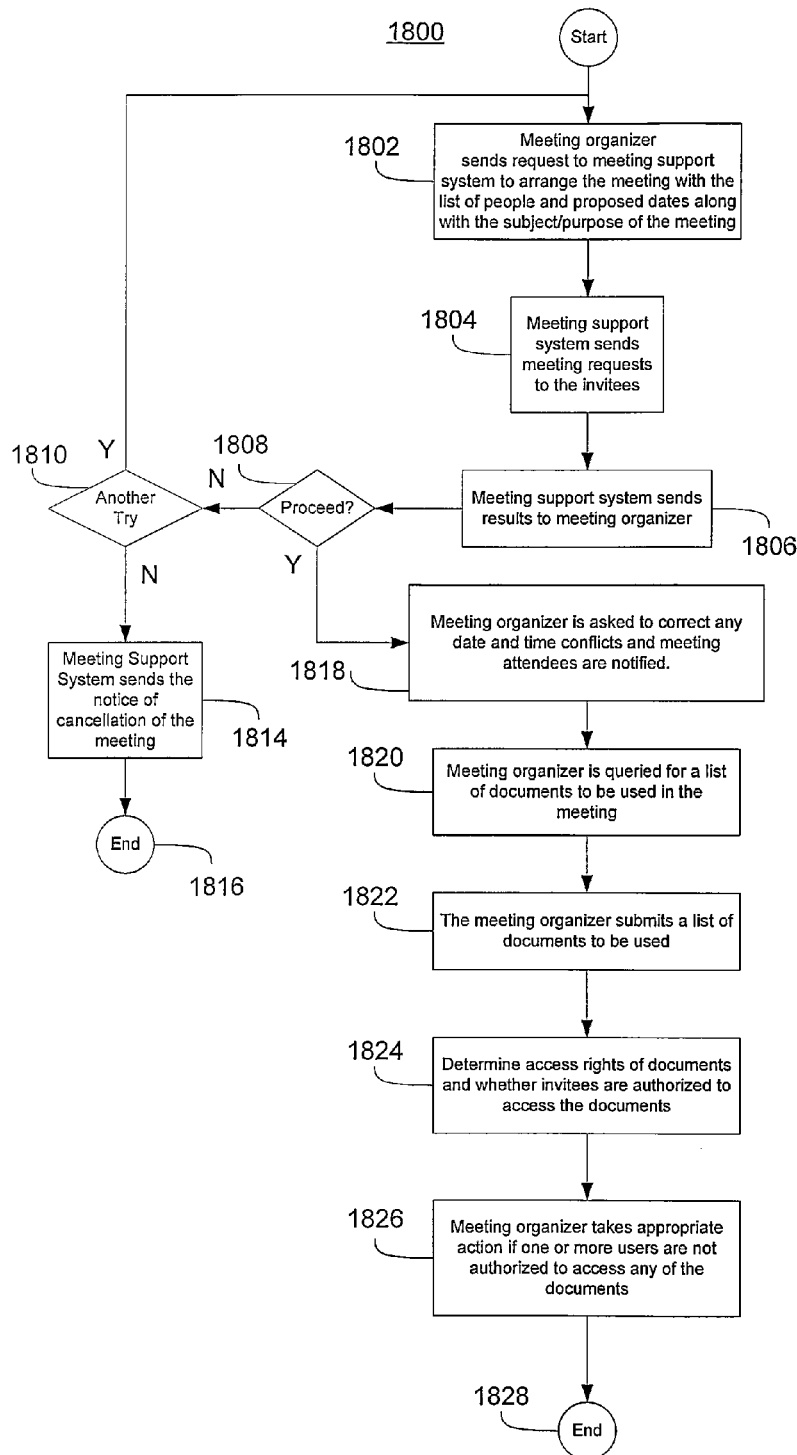 1800
Start
1802
Meeting organizer
sends request to meeting support
system to arrange the meeting with the
list of people and proposed dates along
with the subject/purpose of the meeting
1804
Meeting support
system sends
meeting requests
to the invitees
1810
Y
Another
Try
N
1808
N
Proceed?
Y
Meeting support system sends
results to meeting organizer
1806
Meeting Support
System sends the
notice of
cancellation of the
meeting
1814
End
1816
Meeting organizer is asked to correct any
date and time conflicts and meeting
attendees are notified.
1818
1820
Meeting organizer is queried for a list
of documents to be used in the
meeting
1822
The meeting organizer submits a list of
documents to be used
1824
Determine access rights of documents
and whether invitees are authorized to
access the documents
1826
Meeting organizer takes appropriate
action if one or more users are not
authorized to access any of the
documents
1828
End